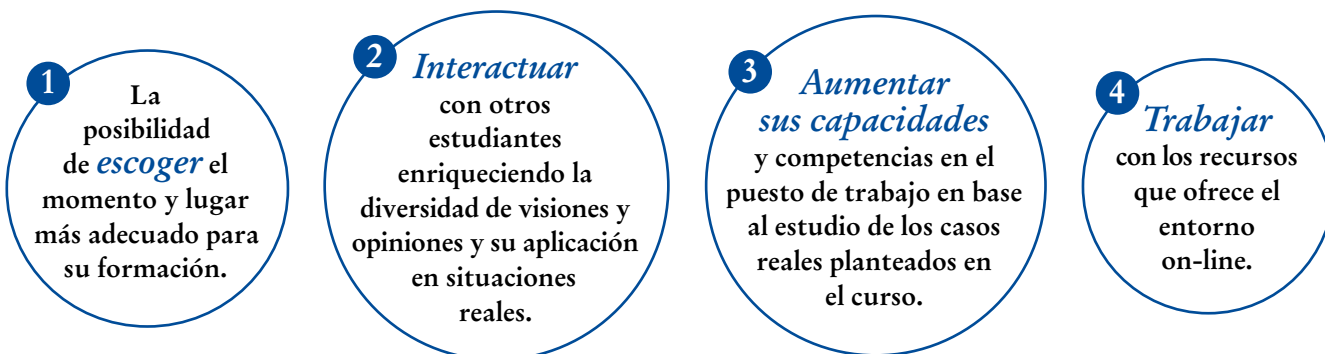 1
La
posibilidad
de escoger el
momento y lugar
más adecuado para
su formación.
2
Interactuar
con otros
estudiantes
enriqueciendo la
diversidad de visiones y
opiniones y su aplicación
en situaciones
reales.
3
Aumentar
sus capacidades
y competencias en el
puesto de trabajo en base
al estudio de los casos
reales planteados en
el curso.
4
Trabajar
con los recursos
que ofrece el
entorno
on-line.